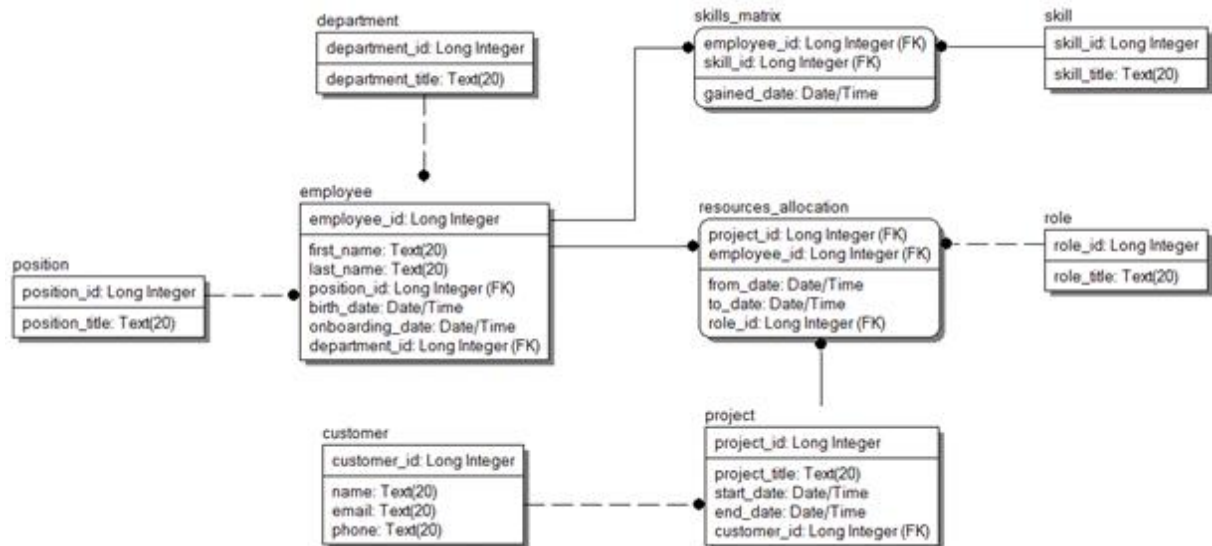 department
department_id: Long Integer
department_title: Text(20)
skills_matrix
employee_id: Long Integer (FK)
skill_id: Long Integer (FK)
gained_date: Date/Time
skill
skill_id: Long Integer
skill_title: Text(20)
employee
employee_id: Long Integer
first_name: Text(20)
last_name: Text(20)
position_id: Long Integer (FK)
birth_date: Date/Time
onboarding_date: Date/Time
department_id: Long Integer (FK)
position
position_id: Long Integer
position_title: Text(20)
resources_allocation
project_id: Long Integer (FK)
employee_id: Long Integer (FK)
from_date: Date/Time
to_date: Date/Time
role_id: Long Integer (FK)
role
role_id: Long Integer
role_title: Text(20)
customer
customer_id: Long Integer
name: Text(20)
email: Text(20)
phone: Text(20)
project
project_id: Long Integer
project_title: Text(20)
start_date: Date/Time
end_date: Date/Time
customer_id: Long Integer (FK)